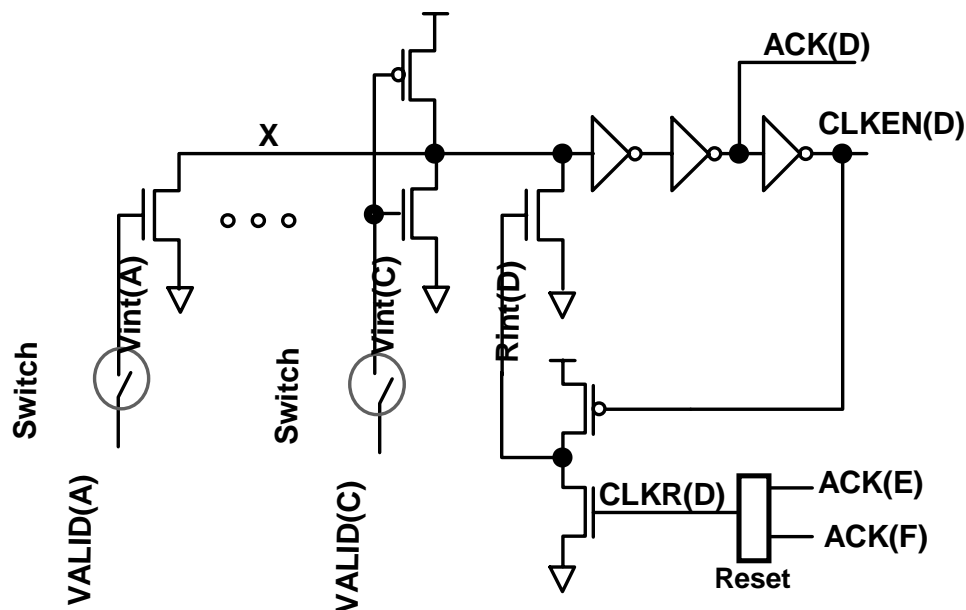 ACK(D)
CLKEN(D)
X
Vint(A)
Vint(C)
Rint(D)
Switch
Switch
VALID(A)
VALID(C)
CLKR(D)
ACK(E)
ACK(F)
Reset